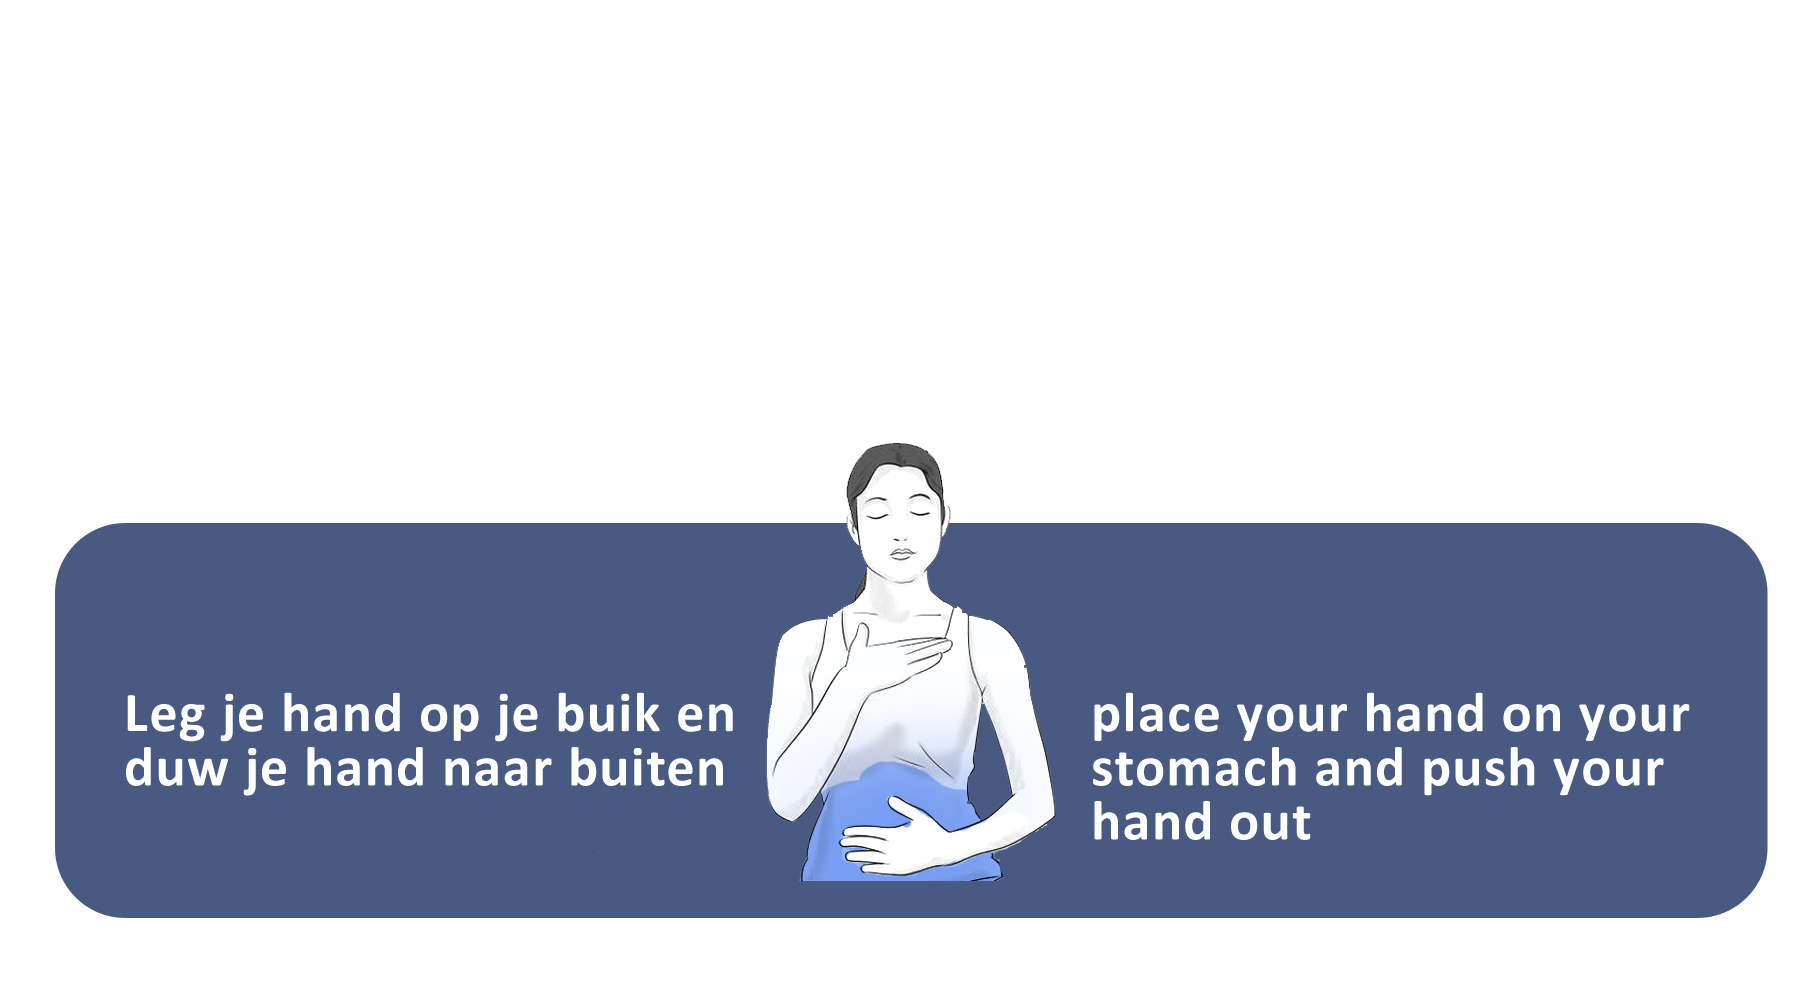 Leg je hand op je buik en
duw je hand naar buiten
place your hand on your
stomach and push your
hand out